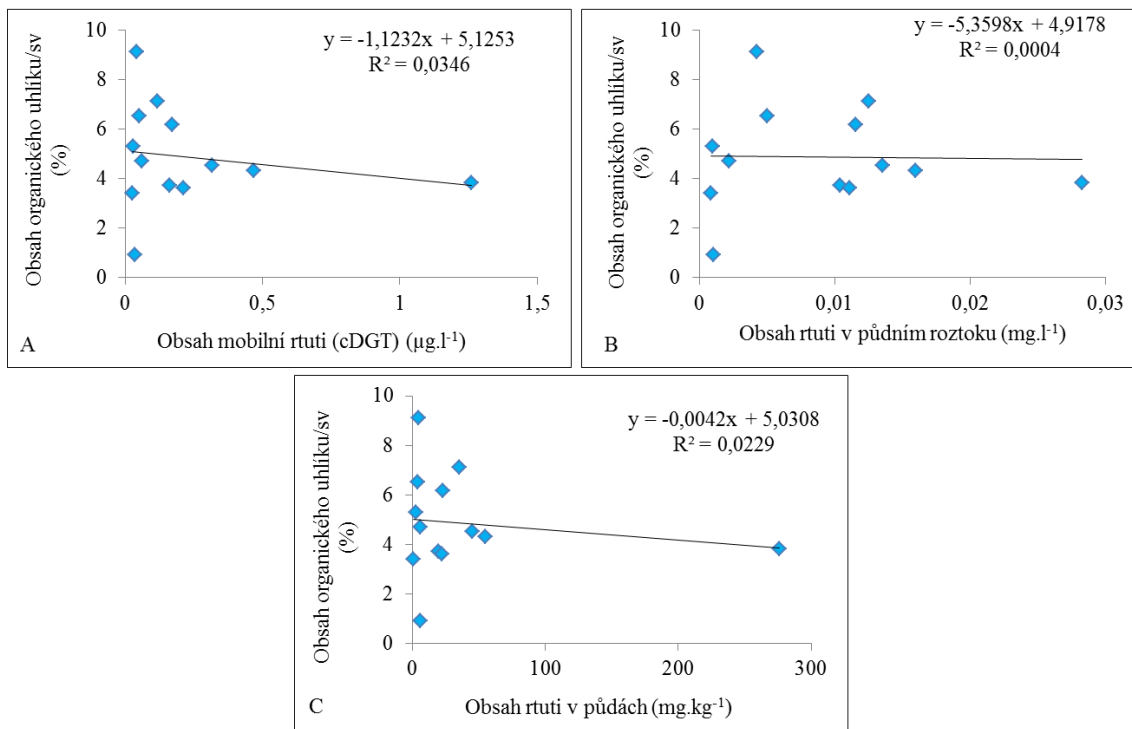 Obsah organického uhlíku/sv
(%)
10
8
6
4
2
0
y = -1,1232x + 5,1253
R² = 0,0346
0
0,5
1
1,5
Obsah mobilní rtuti (cDGT) (µg.l⁻¹)
A
Obsah organického uhlíku/sv
(%)
10
8
6
4
2
0
y = -5,3598x + 4,9178
R² = 0,0004
0
0,01
0,02
0,03
Obsah rtuti v půdním roztoku (mg.l⁻¹)
B
Obsah organického uhlíku/sv
(%)
10
8
6
4
2
0
y = -0,0042x + 5,0308
R² = 0,0229
0
100
200
300
Obsah rtuti v půdách (mg.kg⁻¹)
C